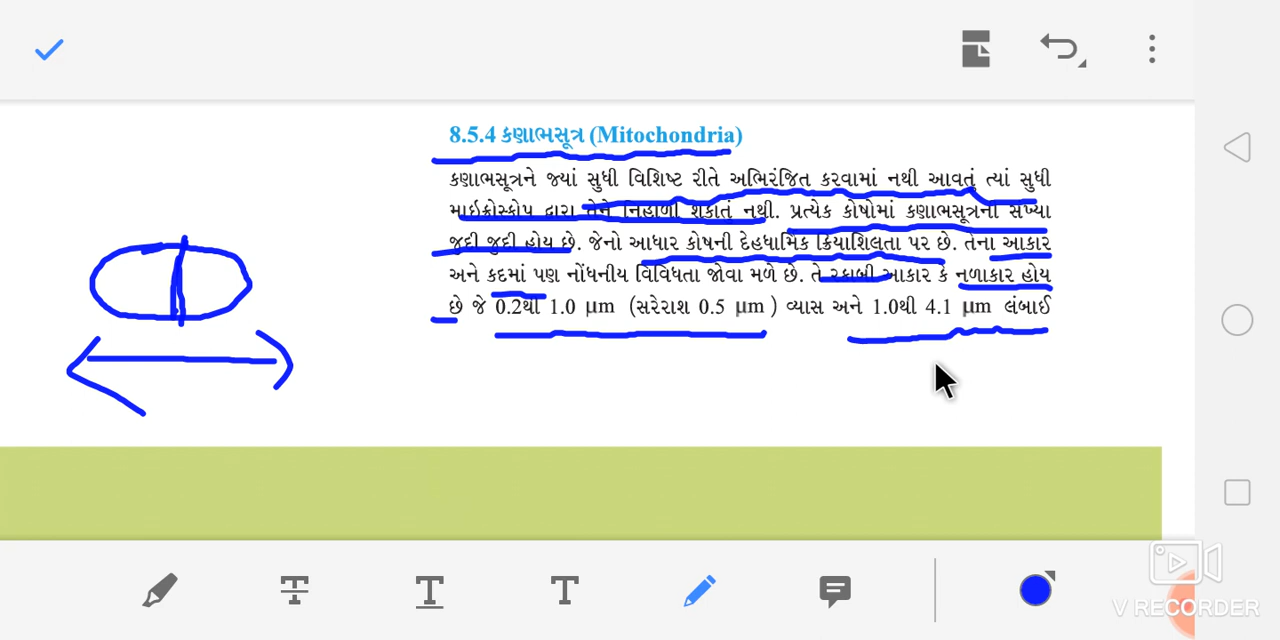 8.5.4 કણાભસૂત્ર (Mitochondria)
કણાભસૂત્રને જ્યાં સુધી વિશિષ્ટ રીતે અભિરંજિત કરવામાં નથી આવતું ત્યાં સુધી
માઇક્રોસ્કોપ દ્વારા તેને નિહાળી શકાતં નથી. પ્રત્યેક કોષોમાં કણાભસૂત્રની સંખ્યા
જુદી જુદી હોય છે. જેનો આધાર કોષની દેહધાર્મિક ક્રિયાશિલતા પર છે. તેના આકાર
અને કદમાં પણ નોંધનીય વિવિધતા જોવા મળે છે. તે રકાબી આકાર કે નળાકાર હોય
છે જે 0.2થી 1.0 µm (સરેરાશ 0.5 µm) વ્યાસ અને 1.0થી 4.1 µm લંબાઈ
V RECORDER